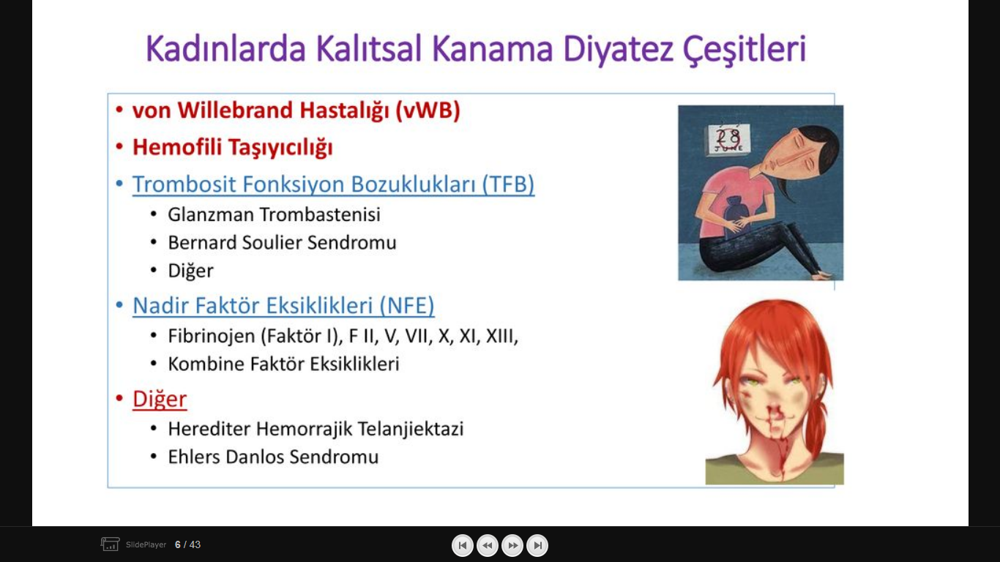 Kadınlarda Kalıtsal Kanama Diyatez Çeşitleri
• von Willebrand Hastalığı (vWB)
• Hemofili Taşıyıcılığı
• Trombosit Fonksiyon Bozuklukları (TFB)
• Glanzman Trombastenisi
• Bernard Soulier Sendromu
• Diğer
• Nadir Faktör Eksiklikleri (NFE)
• Fibrinojen (Faktör I), F II, V, VII, X, XI, XIII,
• Kombine Faktör Eksiklikleri
• Diğer
• Herediter Hemorrajik Telanjiektazi
• Ehlers Danlos Sendromu
28
JUNE
SlidePlayer 6 / 43